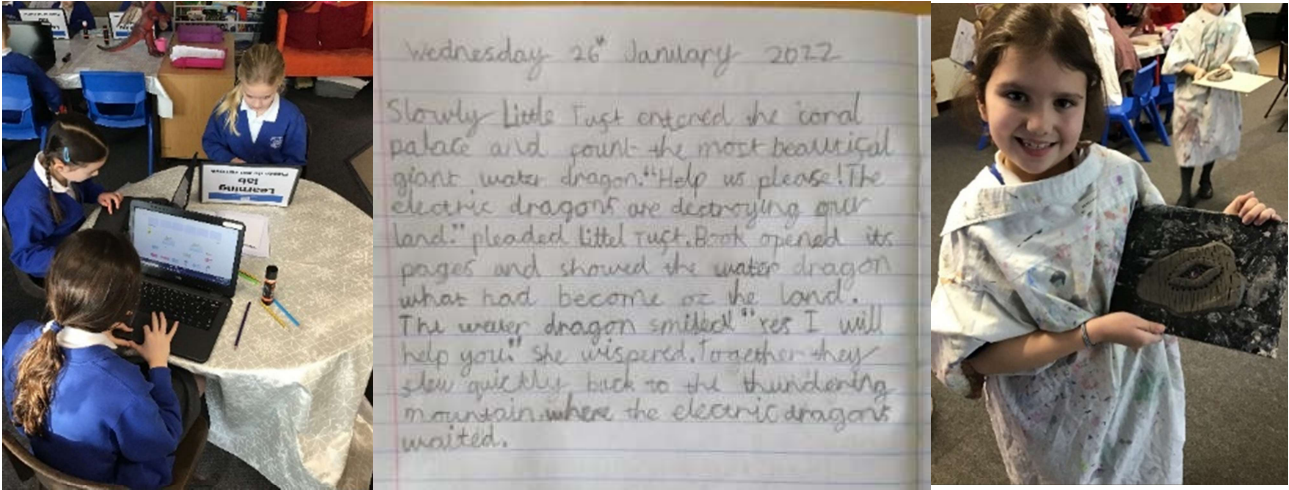 Learning
lab
Wednesday 26th January 2022
Slowly Little Tuft entered the coral
palace and fount the most beautifal
giant water dragon. "Help us please! The
electric dragons are destroying our
land." pleaded Littel Tuft. Book opened its
pages and showed the water dragon
what had become of the land.
The water dragon smiled "Yes I will
help you." she wispered. Together they
flew quickly back to the thundering
mountain where the electric dragons
waited.